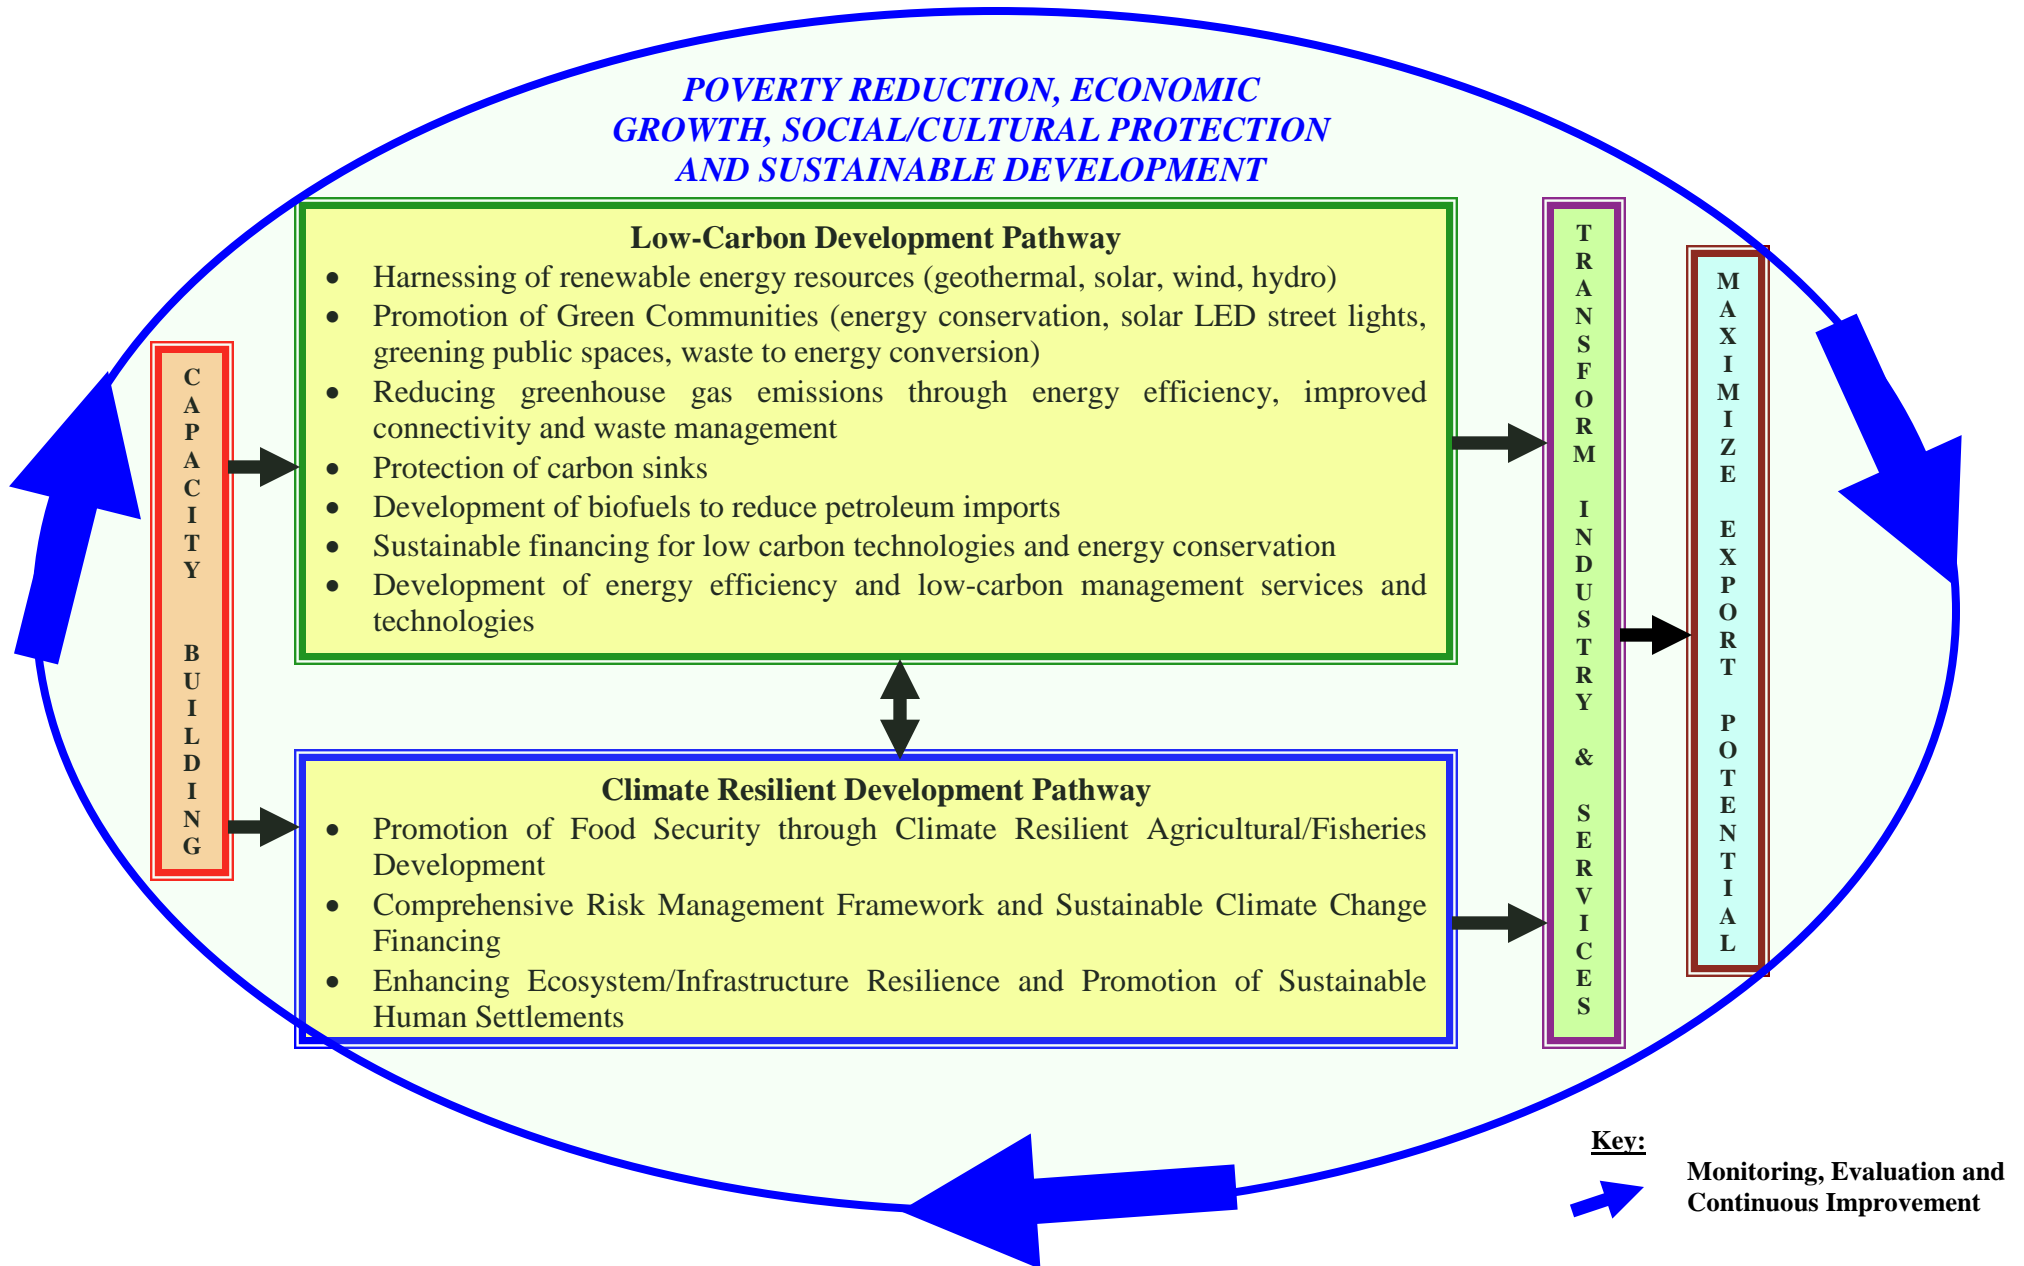 POVERTY REDUCTION, ECONOMIC
GROWTH, SOCIAL/CULTURAL PROTECTION
AND SUSTAINABLE DEVELOPMENT
CAPACITY BUILDING
Low-Carbon Development Pathway
• Harnessing of renewable energy resources (geothermal, solar, wind, hydro)
• Promotion of Green Communities (energy conservation, solar LED street lights,
greening public spaces, waste to energy conversion)
• Reducing greenhouse gas emissions through energy efficiency, improved
connectivity and waste management
• Protection of carbon sinks
• Development of biofuels to reduce petroleum imports
• Sustainable financing for low carbon technologies and energy conservation
• Development of energy efficiency and low-carbon management services and
technologies
Climate Resilient Development Pathway
• Promotion of Food Security through Climate Resilient Agricultural/Fisheries
Development
• Comprehensive Risk Management Framework and Sustainable Climate Change
Financing
• Enhancing Ecosystem/Infrastructure Resilience and Promotion of Sustainable
Human Settlements
TRANSFORM INDUSTRY & SERVICES
MAXIMIZE EXPORT POTENTIAL
Key:
Monitoring, Evaluation and
Continuous Improvement